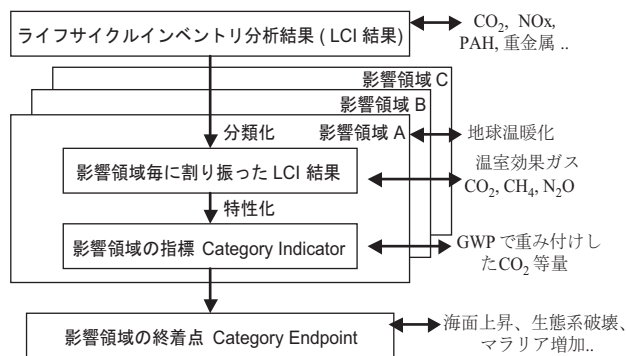 ライフサイクルインベントリ分析結果 ( LCI 結果)
CO2, NOx,
PAH, 重金属 ..
影響領域 C
影響領域 B
影響領域 A
地球温暖化
分類化
影響領域毎に割り振った LCI 結果
温室効果ガス
CO2, CH4, N2O
特性化
影響領域の指標 Category Indicator
GWP で重み付けし
たCO2 等量
影響領域の終着点 Category Endpoint
海面上昇、生態系破壊、
マラリア増加..